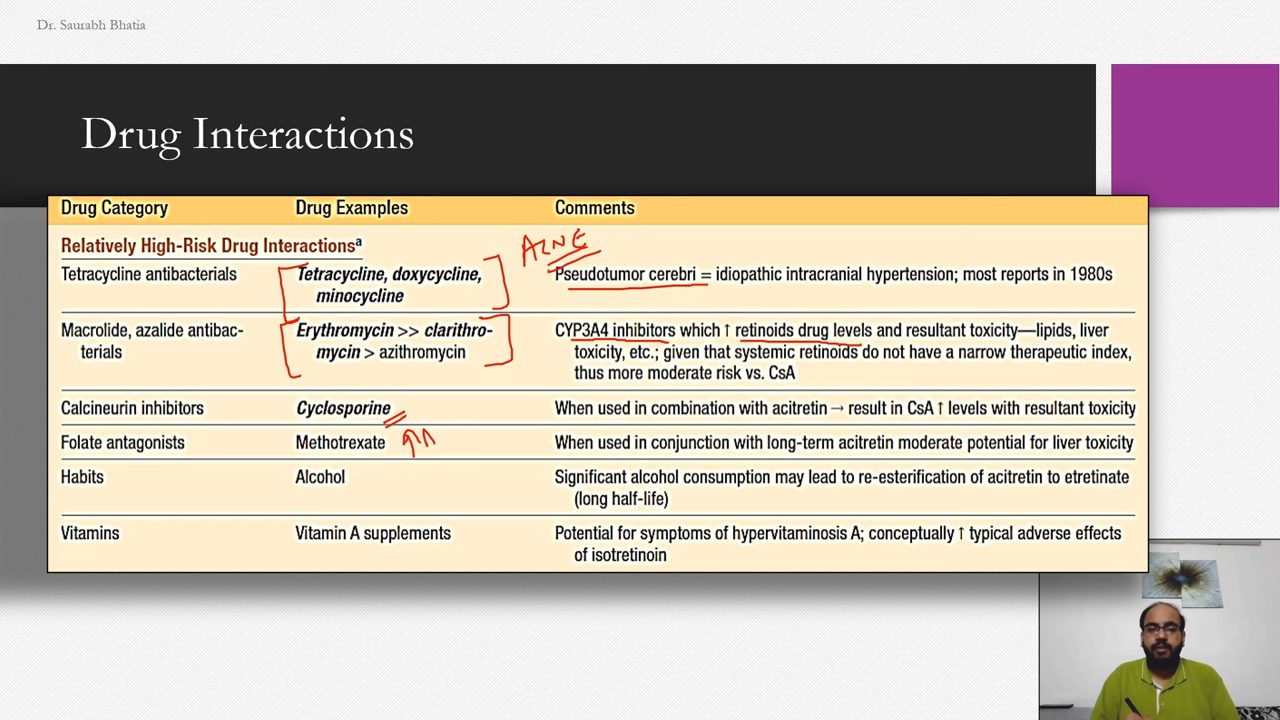 Dr. Saurabh Bhatia
Drug Interactions
Drug Category Drug Examples Comments
Relatively High-Risk Drug Interactionsa
ACNE
Tetracycline antibacterials Tetracycline, doxycycline, Pseudotumor cerebri = idiopathic intracranial hypertension; most reports in 1980s
minocycline
Macrolide, azalide antibac- Erythromycin >> clarithro- CYP3A4 inhibitors which ↑ retinoids drug levels and resultant toxicity—lipids, liver
terials mycin > azithromycin toxicity, etc.; given that systemic retinoids do not have a narrow therapeutic index,
thus more moderate risk vs. CsA
Calcineurin inhibitors Cyclosporine When used in combination with acitretin → result in CsA ↑ levels with resultant toxicity
Folate antagonists Methotrexate When used in conjunction with long-term acitretin moderate potential for liver toxicity
Habits Alcohol Significant alcohol consumption may lead to re-esterification of acitretin to etretinate
(long half-life)
Vitamins Vitamin A supplements Potential for symptoms of hypervitaminosis A; conceptually ↑ typical adverse effects
of isotretinoin